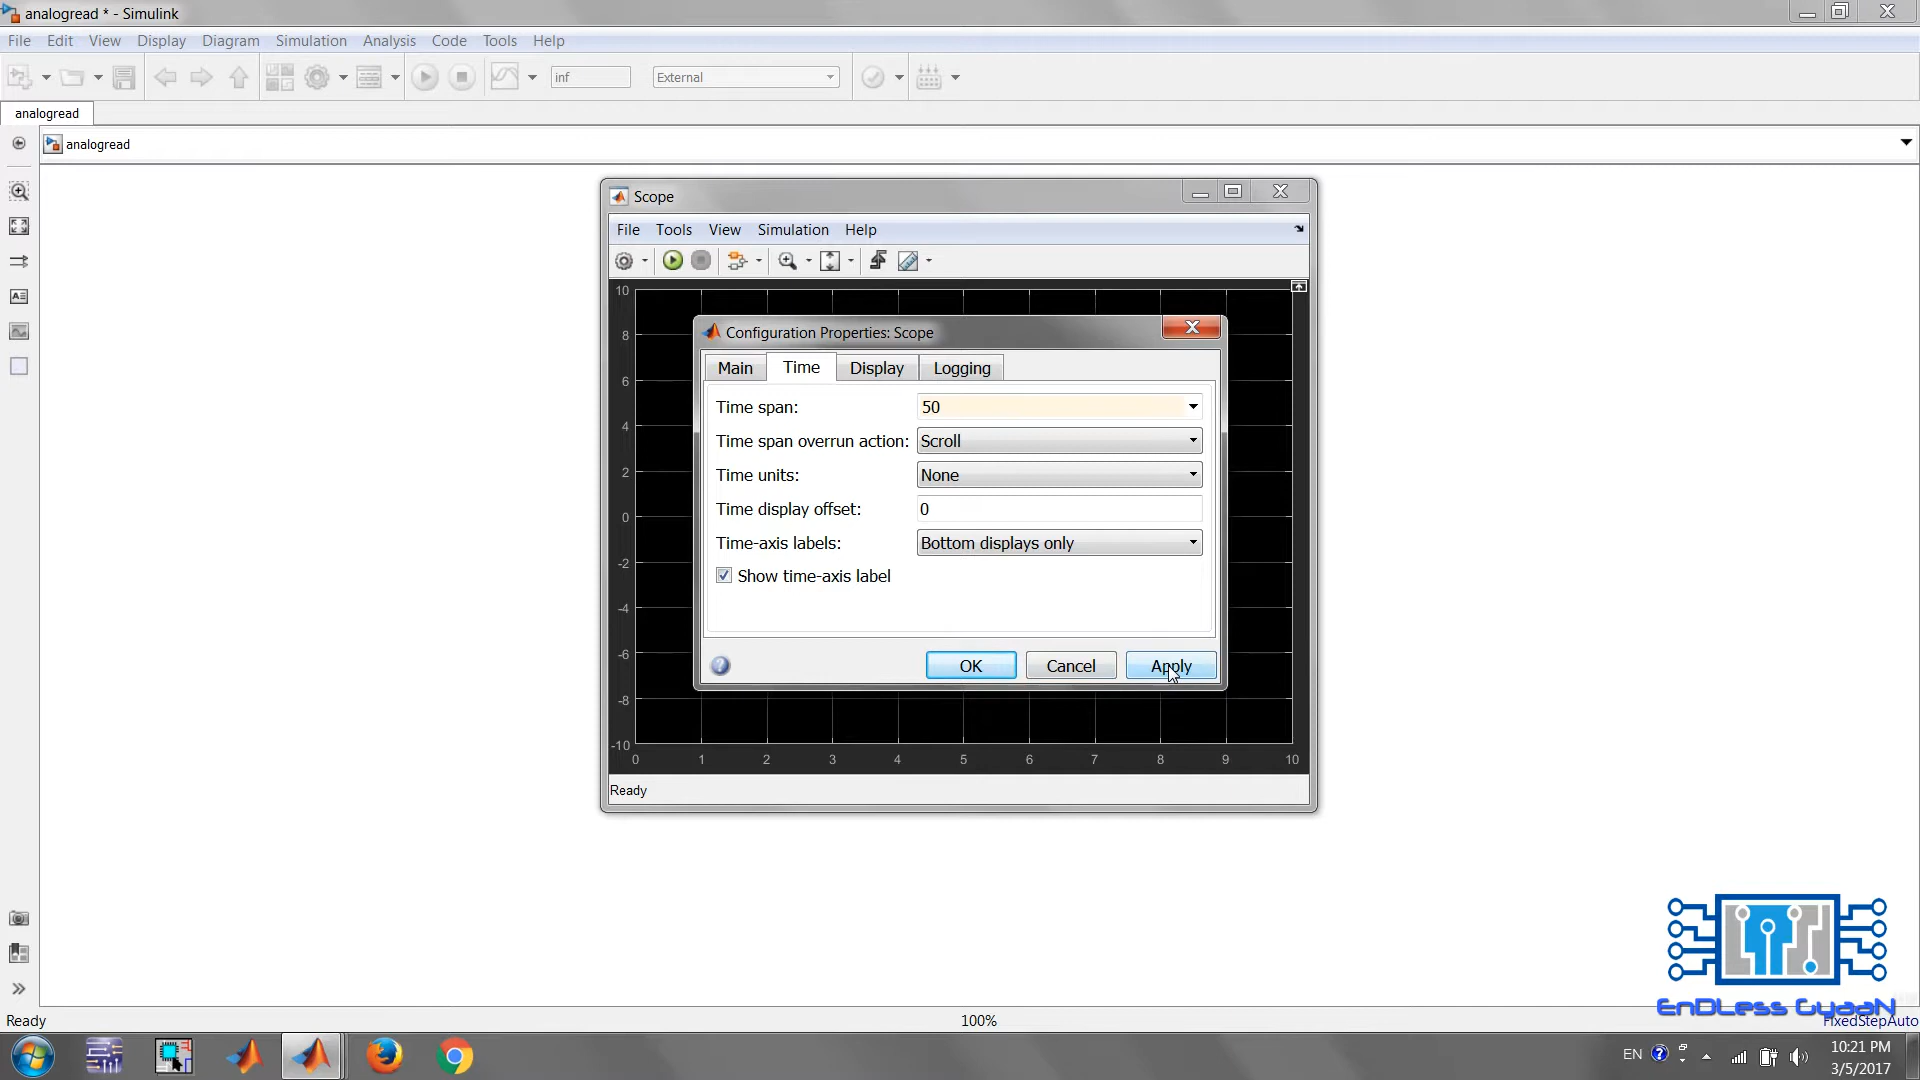 analogread * - Simulink
File Edit View Display Diagram Simulation Analysis Code Tools Help
inf External
analogread
analogread
Scope
File Tools View Simulation Help
10
8
6
4
2
0
-2
-4
-6
-8
-10
0 1 2 3 4 5 6 7 8 9 10
Ready
Configuration Properties: Scope
Main Time Display Logging
Time span: 50
Time span overrun action: Scroll
Time units: None
Time display offset: 0
Time-axis labels: Bottom displays only
Show time-axis label
OK Cancel Apply
EnDLess GyaaN
Ready 100% FixedStepAuto
EN 10:21 PM
3/5/2017